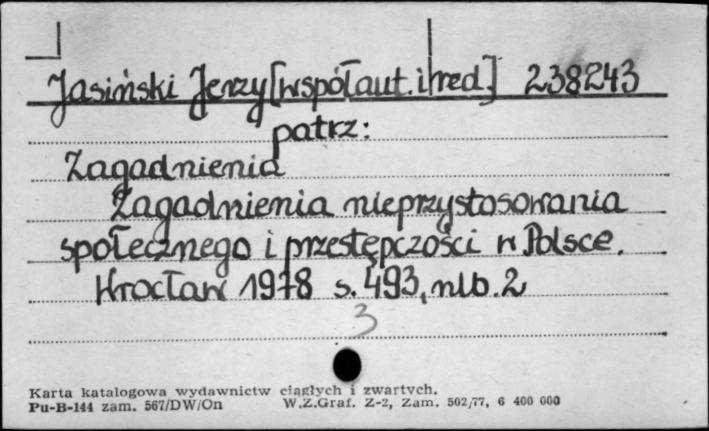 Jasiński Jerzy [współaut. i red.] 238243
patrz:
Zagadnienia
Zagadnienia nieprzystosowania
społecznego i przestępczości w Polsce.
Wrocław 1978 s. 493, nlb. 2
3
Karta katalogowa wydawnictw ciągłych i zwartych.
Pu-B-144 zam. 567/DW/On W.Z.Graf. Z-2, Zam. 502/77, 6 400 000